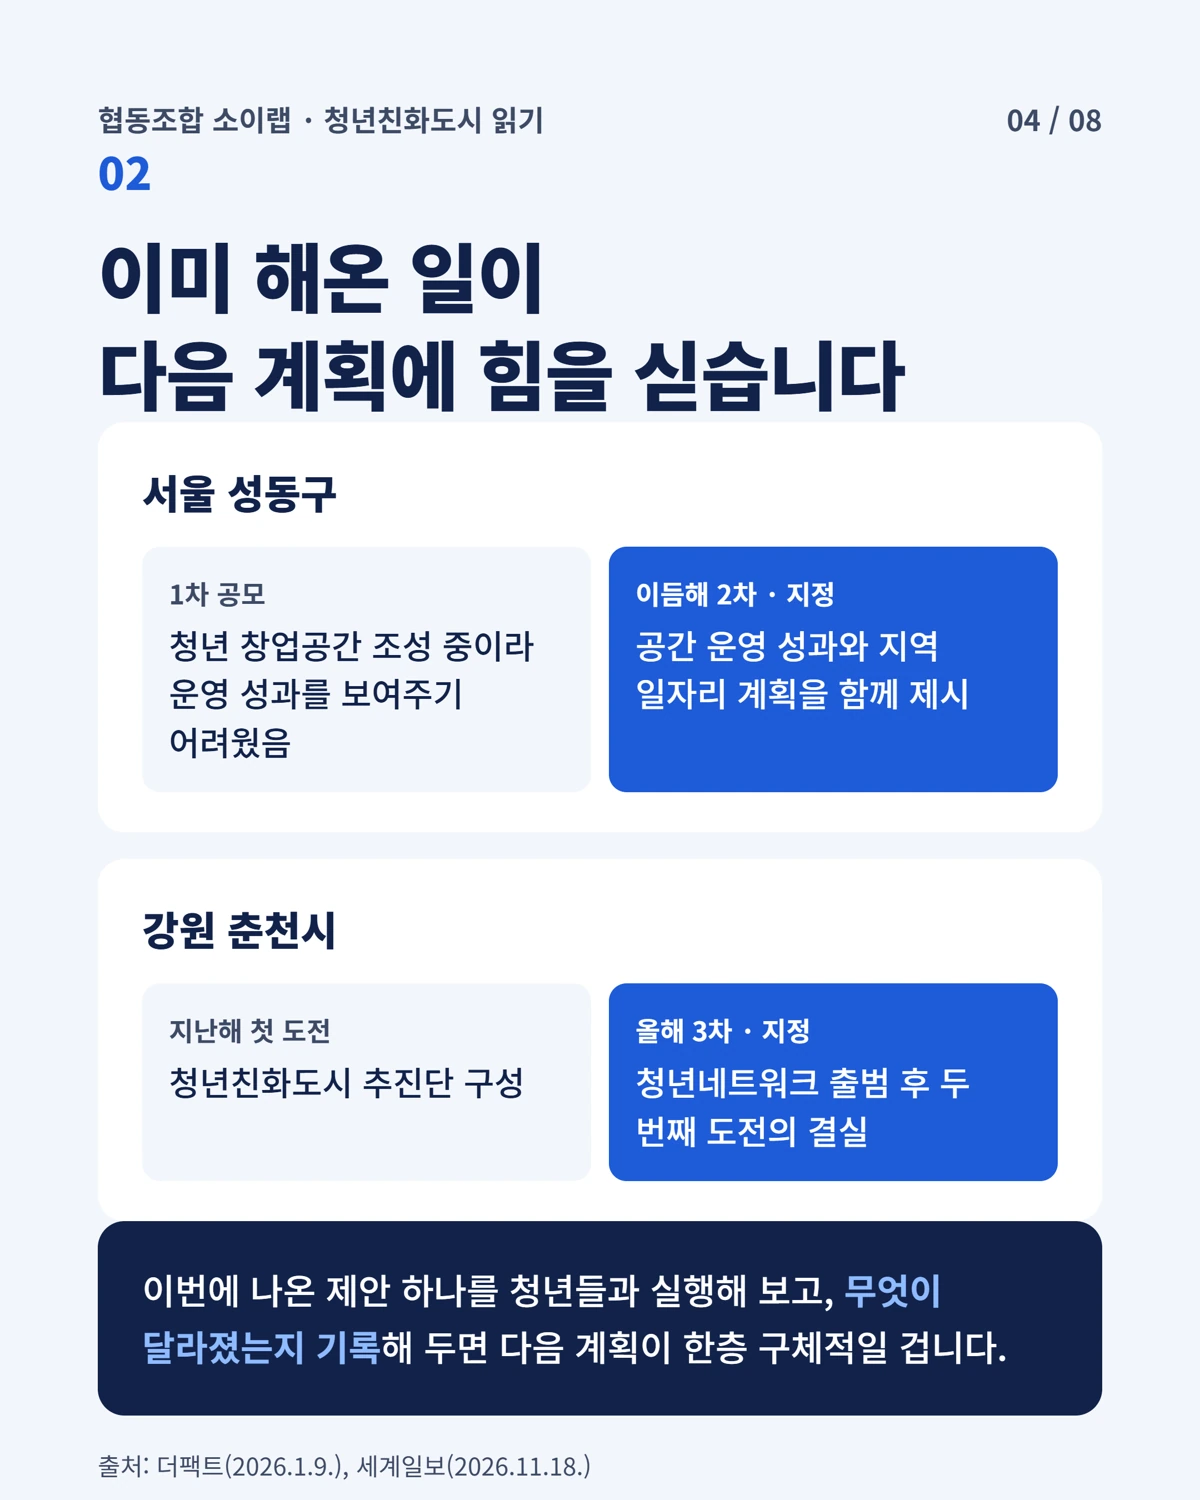 협동조합 소이랩 · 청년친화도시 읽기
04 / 08
02
이미 해온 일이
다음 계획에 힘을 싣습니다
서울 성동구
1차 공모
청년 창업공간 조성 중이라
운영 성과를 보여주기
어려웠음
이듬해 2차 · 지정
공간 운영 성과와 지역
일자리 계획을 함께 제시
강원 춘천시
지난해 첫 도전
청년친화도시 추진단 구성
올해 3차 · 지정
청년네트워크 출범 후 두
번째 도전의 결실
이번에 나온 제안 하나를 청년들과 실행해 보고, 무엇이
달라졌는지 기록해 두면 다음 계획이 한층 구체적일 겁니다.
출처: 더팩트(2026.1.9.), 세계일보(2026.11.18.)